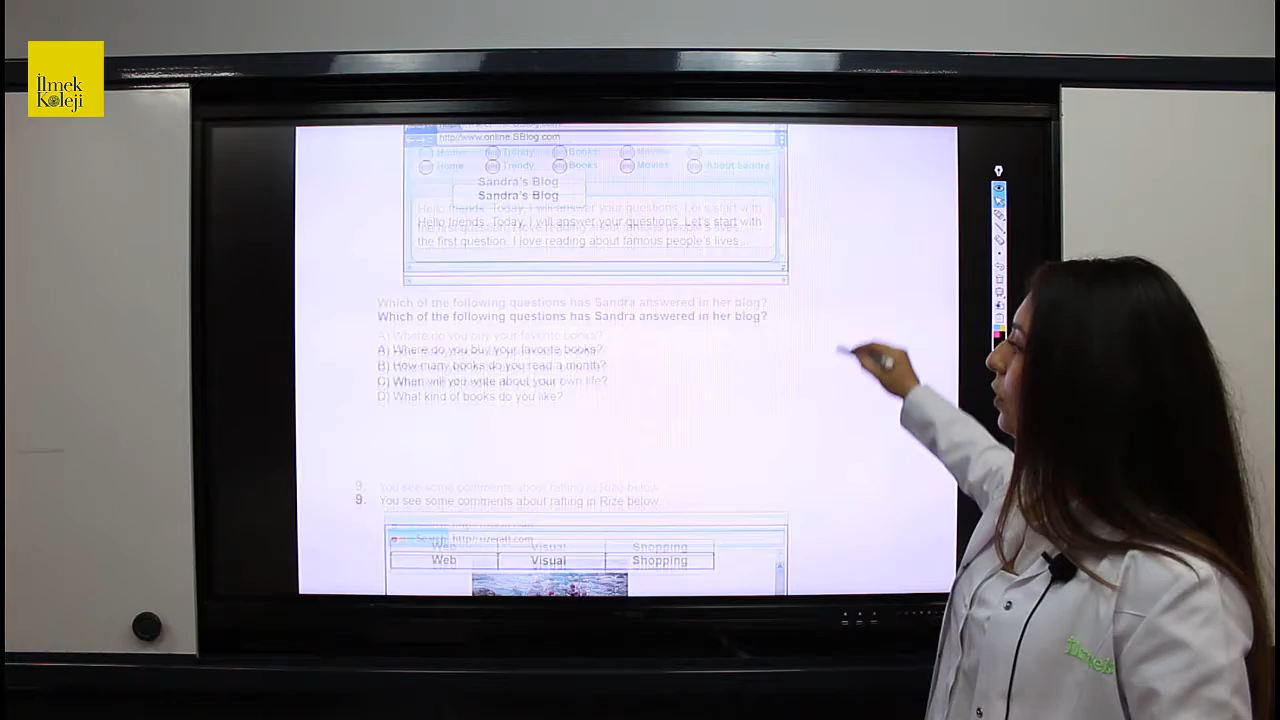 İlmek
Koleji
http//www.online.SBlog.com
Home Trendy Books Movies About Sandra
Sandra's Blog
Hello friends. Today, I will answer your questions. Let's start with
the first question. I love reading about famous people's lives...
Which of the following questions has Sandra answered in her blog?
A) Where do you buy your favorite books?
B) How many books do you read a month?
C) When will you write about your own life?
D) What kind of books do you like?
9. You see some comments about rafting in Rize below.
Search http//:rizeraft.com
Web Visual Shopping
ilmek